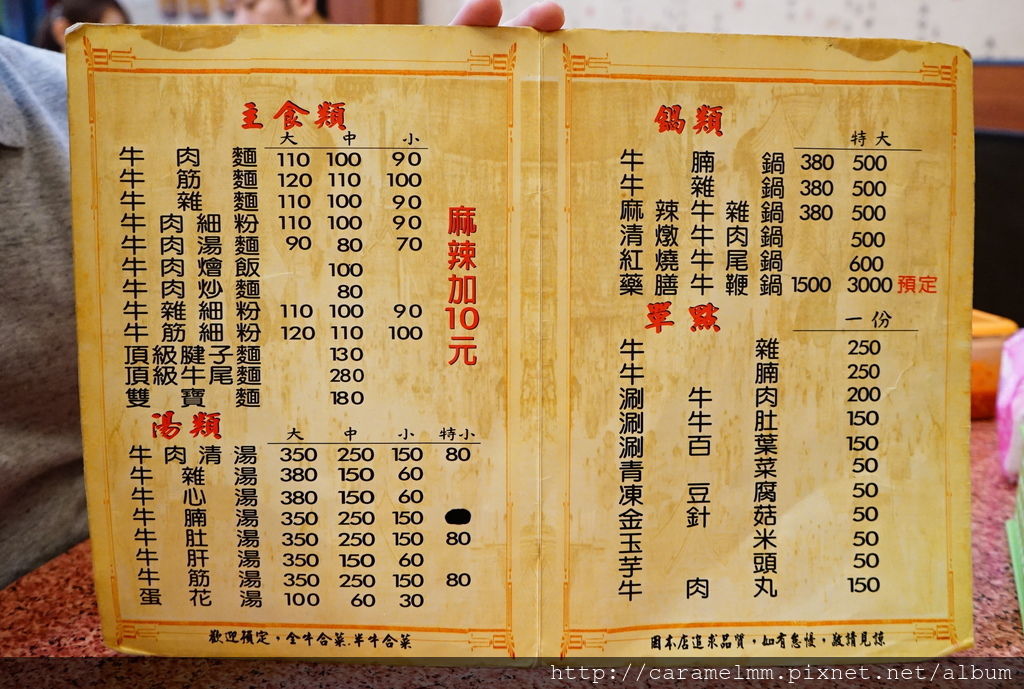 主食類
大 中 小
牛肉麵 110 100 90
牛筋麵 120 110 100
牛雜麵 110 100 90
牛肉細粉 110 100 90
牛肉湯麵 90 80 70
牛肉燴飯 100
牛肉炒麵 80
牛雜細粉 110 100 90
牛筋細粉 120 110 100
頂級腱子麵 130
頂級牛尾麵 280
雙寶麵 180
麻辣加10元
湯類
大 中 小 特小
牛肉清湯 350 250 150 80
牛雜湯 380 150 60
牛心湯 380 150 60
牛腩湯 350 250 150
牛肚湯 350 250 150 80
牛肝湯 350 150 60
牛筋湯 350 250 150 80
蛋花湯 100 60 30
歡迎預定，全牛合菜.半牛合菜
鍋類
特大
牛腩鍋 380 500
牛雜鍋 380 500
麻辣牛雜鍋 380 500
清燉牛肉鍋 500
紅燒牛尾鍋 600
藥膳牛鞭鍋 1500 3000 預定
單點
一份
牛雜 250
牛腩 250
涮牛肉 200
涮牛肚 150
涮百葉 150
青菜 50
凍豆腐 50
金針菇 50
玉米 50
芋頭 50
牛肉丸 150
因本店追求品質，如有怠慢，敬請見諒
http://caramelmm.pixnet.net/album